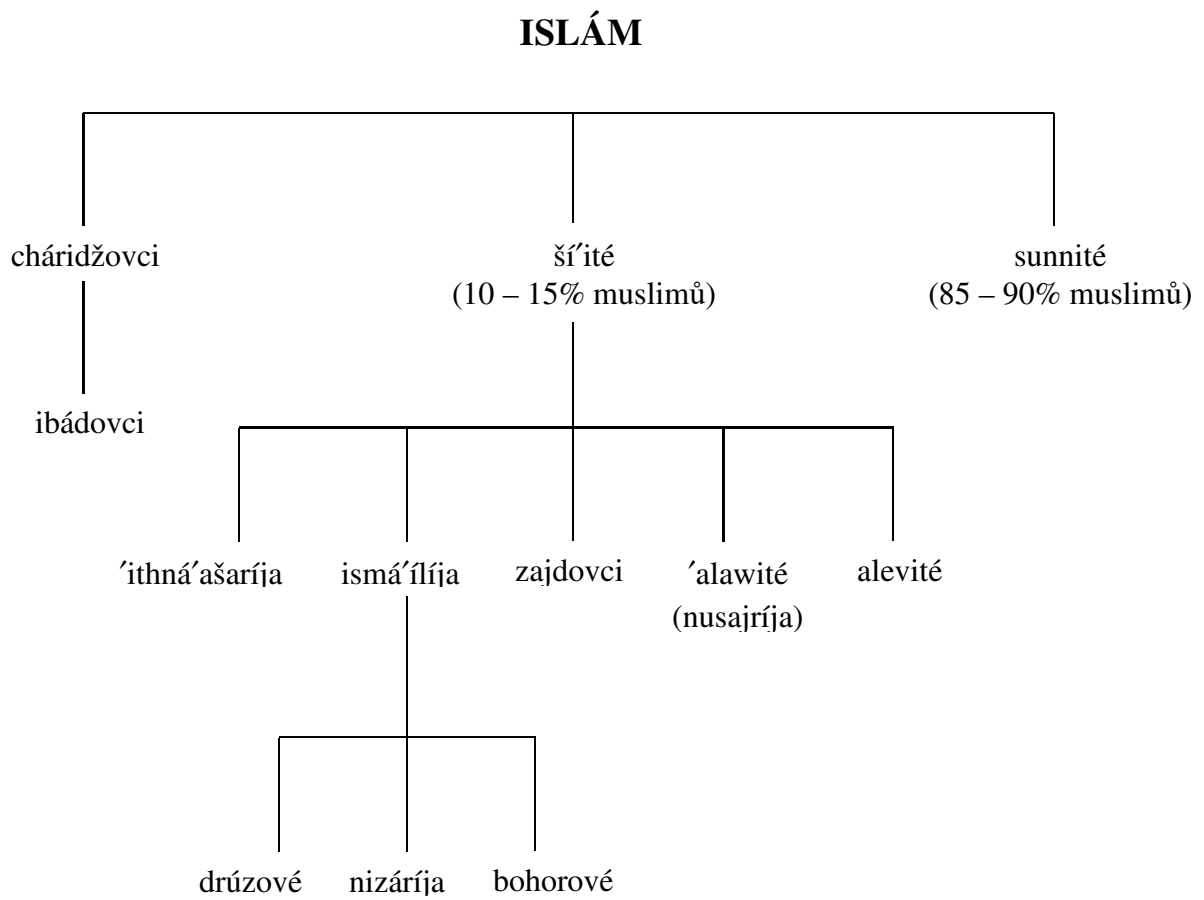 ISLÁM
cháridžovci
ší′ité
sunnité
(10 – 15% muslimů)
(85 – 90% muslimů)
ibádovci
′ithná′ašaríja
ismá′ílíja
zajdovci
′alawité
alevité
(nusajríja)
drúzové
nizáríja
bohorové